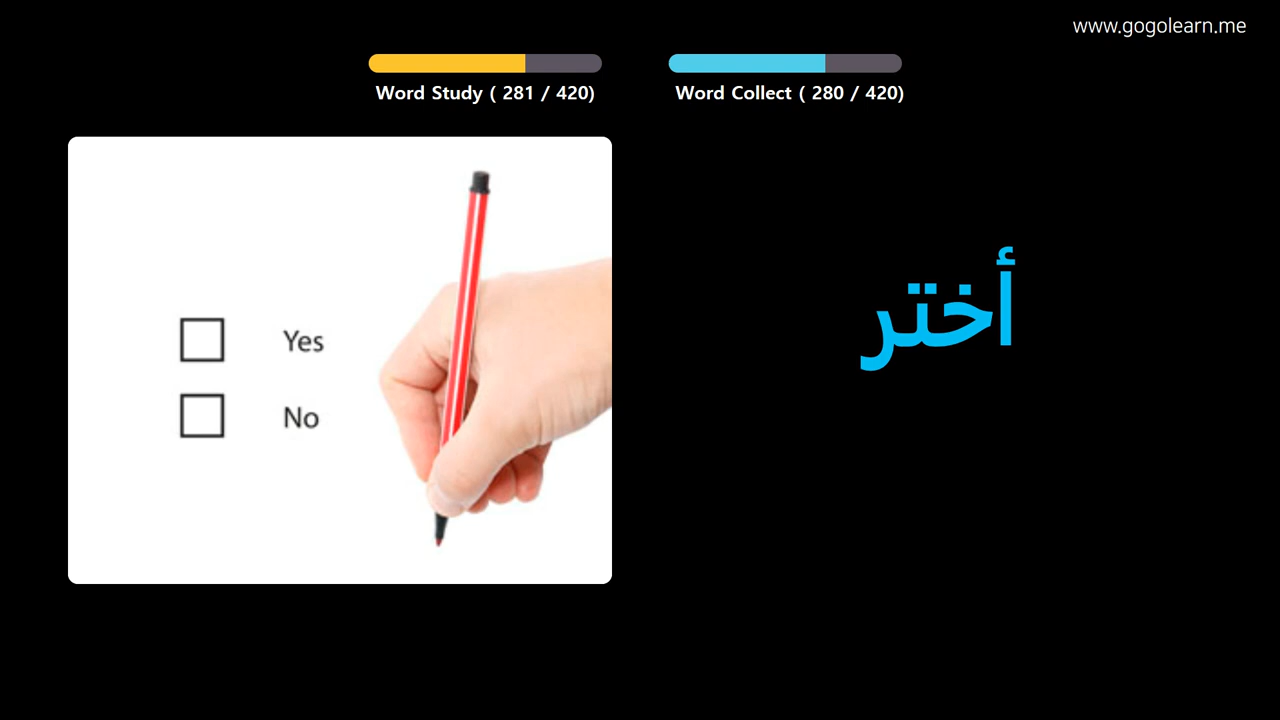 www.gogolearn.me
Word Study ( 281 / 420)
Word Collect ( 280 / 420)
Yes
No
أختر